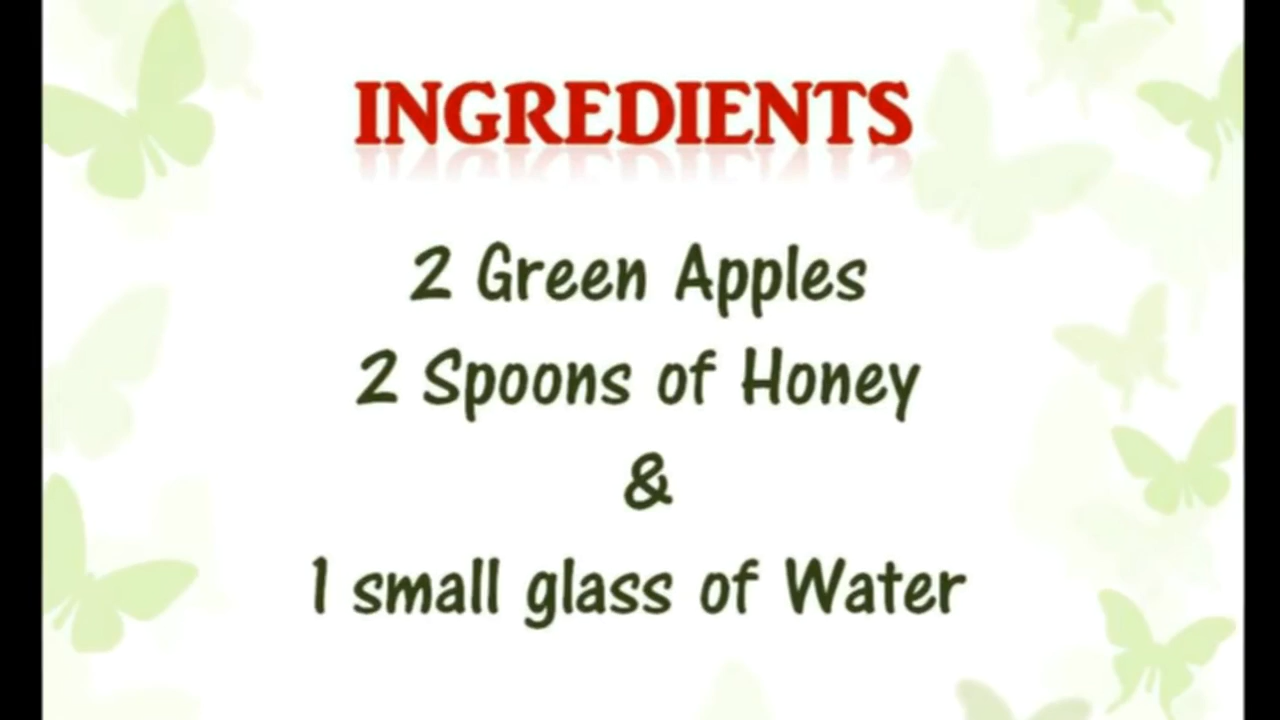 INGREDIENTS
2 Green Apples
2 Spoons of Honey
&
1 small glass of Water